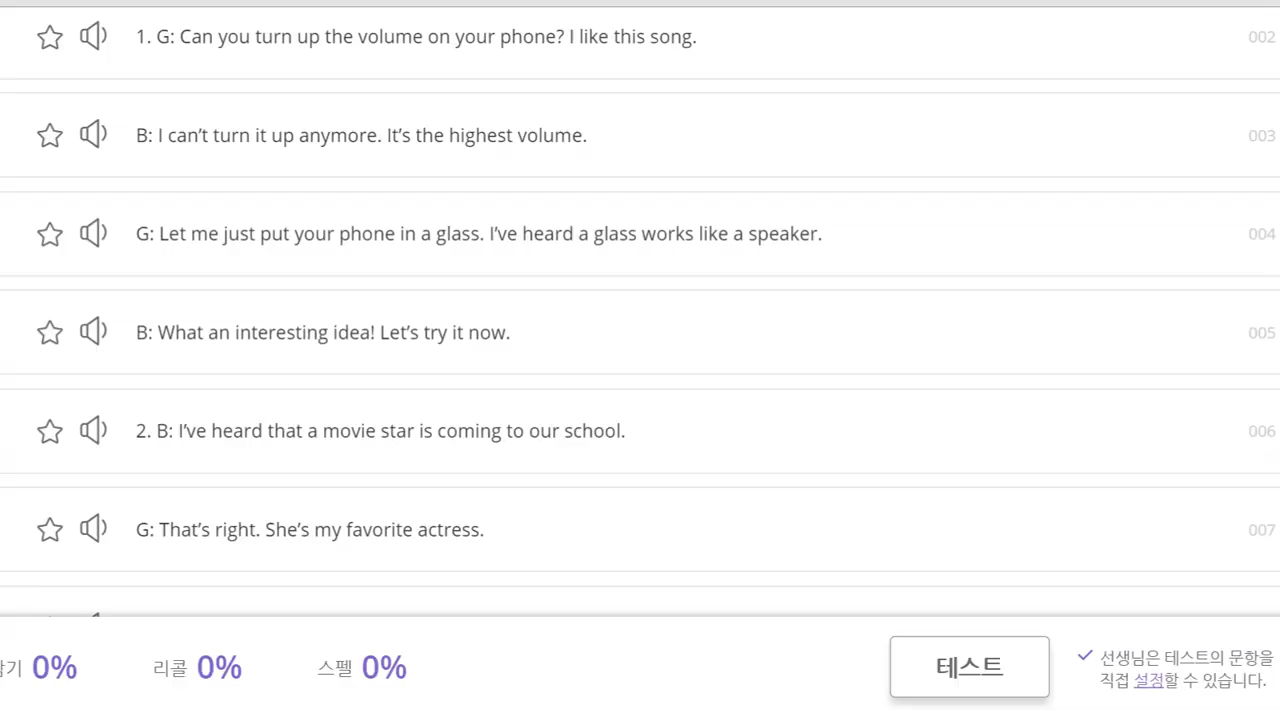 1. G: Can you turn up the volume on your phone? I like this song.
002
B: I can’t turn it up anymore. It’s the highest volume.
003
G: Let me just put your phone in a glass. I’ve heard a glass works like a speaker.
004
B: What an interesting idea! Let’s try it now.
005
2. B: I’ve heard that a movie star is coming to our school.
006
G: That’s right. She’s my favorite actress.
007
기 0% 리콜 0% 스펠 0%
테스트
선생님은 테스트의 문항을
직접 설정할 수 있습니다.